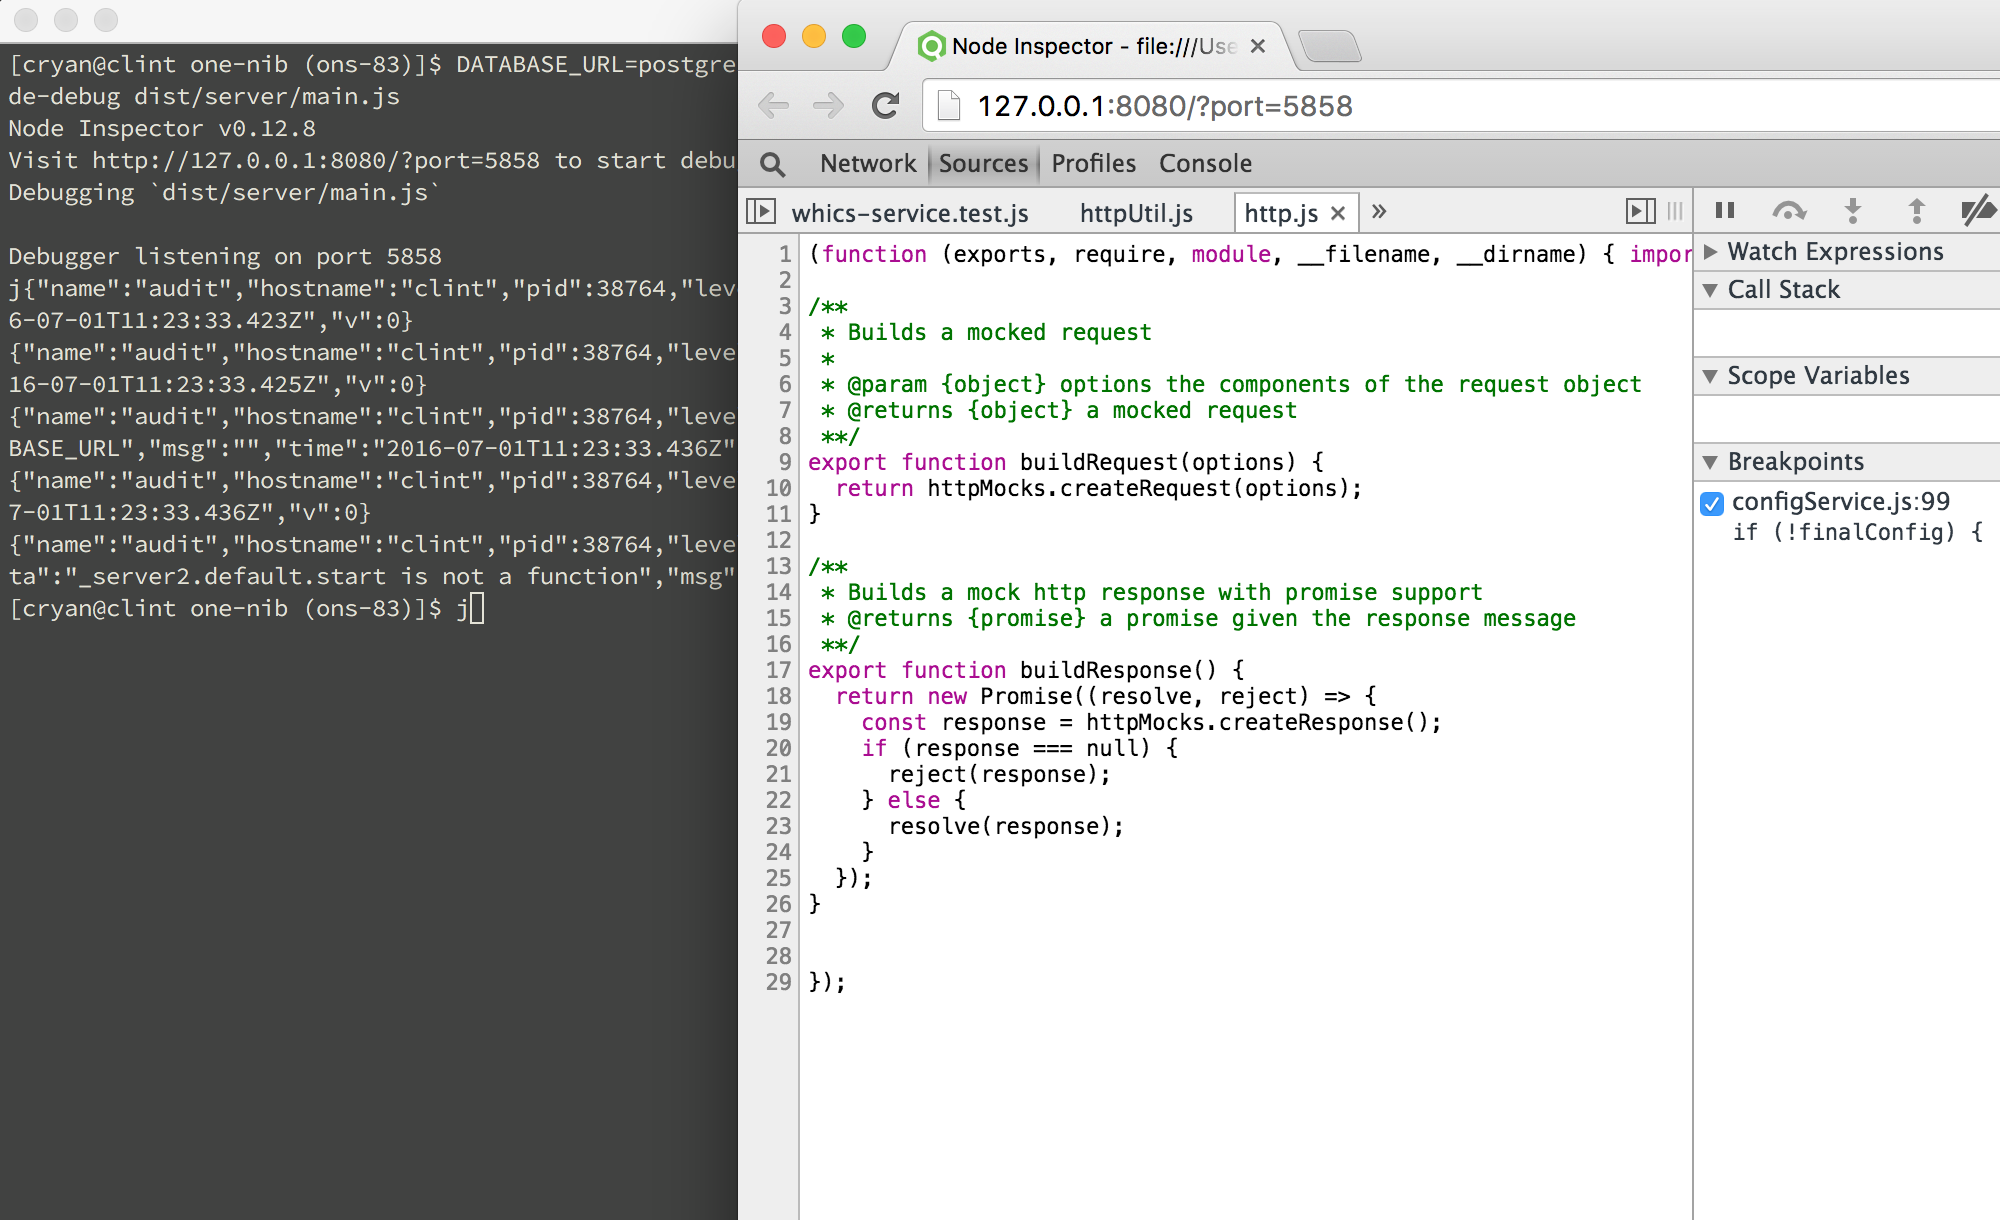 [cryan@clint one-nib (ons-83)]$ DATABASE_URL=postgre
de-debug dist/server/main.js
Node Inspector v0.12.8
Visit http://127.0.0.1:8080/?port=5858 to start debu
Debugging `dist/server/main.js`
Debugger listening on port 5858
j{"name":"audit","hostname":"clint","pid":38764,"lev
6-07-01T11:23:33.423Z","v":0}
{"name":"audit","hostname":"clint","pid":38764,"leve
16-07-01T11:23:33.425Z","v":0}
{"name":"audit","hostname":"clint","pid":38764,"leve
BASE_URL","msg":"","time":"2016-07-01T11:23:33.436Z"
{"name":"audit","hostname":"clint","pid":38764,"leve
7-01T11:23:33.436Z","v":0}
{"name":"audit","hostname":"clint","pid":38764,"leve
ta":"_server2.default.start is not a function","msg"
[cryan@clint one-nib (ons-83)]$ j
Node Inspector - file:///Use
127.0.0.1:8080/?port=5858
Network Sources Profiles Console
whics-service.test.js httpUtil.js http.js
1 (function (exports, require, module, __filename, __dirname) { impor
2
3 /**
4 * Builds a mocked request
5 *
6 * @param {object} options the components of the request object
7 * @returns {object} a mocked request
8 **/
9 export function buildRequest(options) {
10 return httpMocks.createRequest(options);
11 }
12
13 /**
14 * Builds a mock http response with promise support
15 * @returns {promise} a promise given the response message
16 **/
17 export function buildResponse() {
18 return new Promise((resolve, reject) => {
19 const response = httpMocks.createResponse();
20 if (response === null) {
21 reject(response);
22 } else {
23 resolve(response);
24 }
25 });
26 }
27
28
29 });
Watch Expressions
Call Stack
Scope Variables
Breakpoints
configService.js:99
if (!finalConfig) {